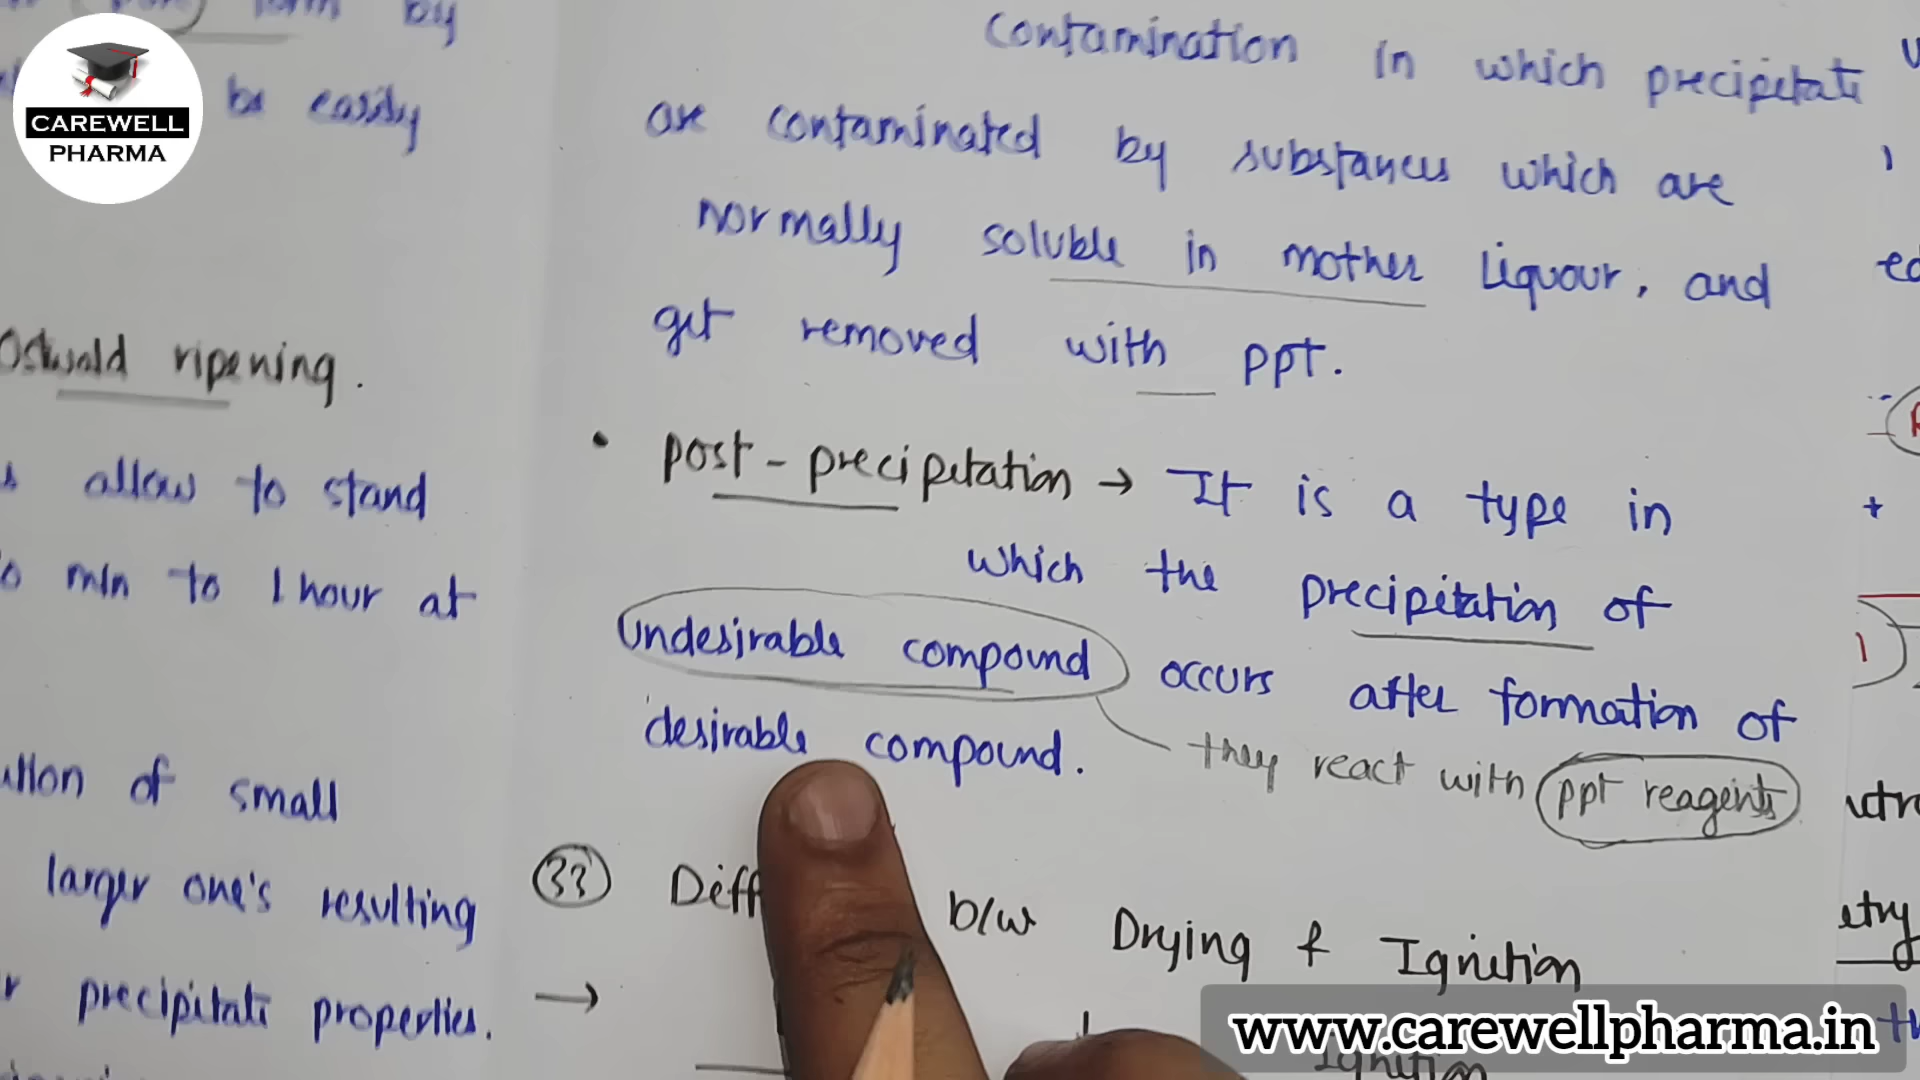 CAREWELL
PHARMA
by
be easily
Ostwald ripening.
allow to stand
min to 1 hour at
of small
larger one's resulting
precipitate properties.
contamination in which precipitate
are contaminated by substances which are
normally soluble in mother liquour, and
get removed with ppt.
• post-precipitation → It is a type in
which the precipitation of
undesirable compound occurs after formation of
desirable compound.
they react with ppt reagents
33 Diff b/w Drying & Ignition
→
Ignition
www.carewellpharma.in